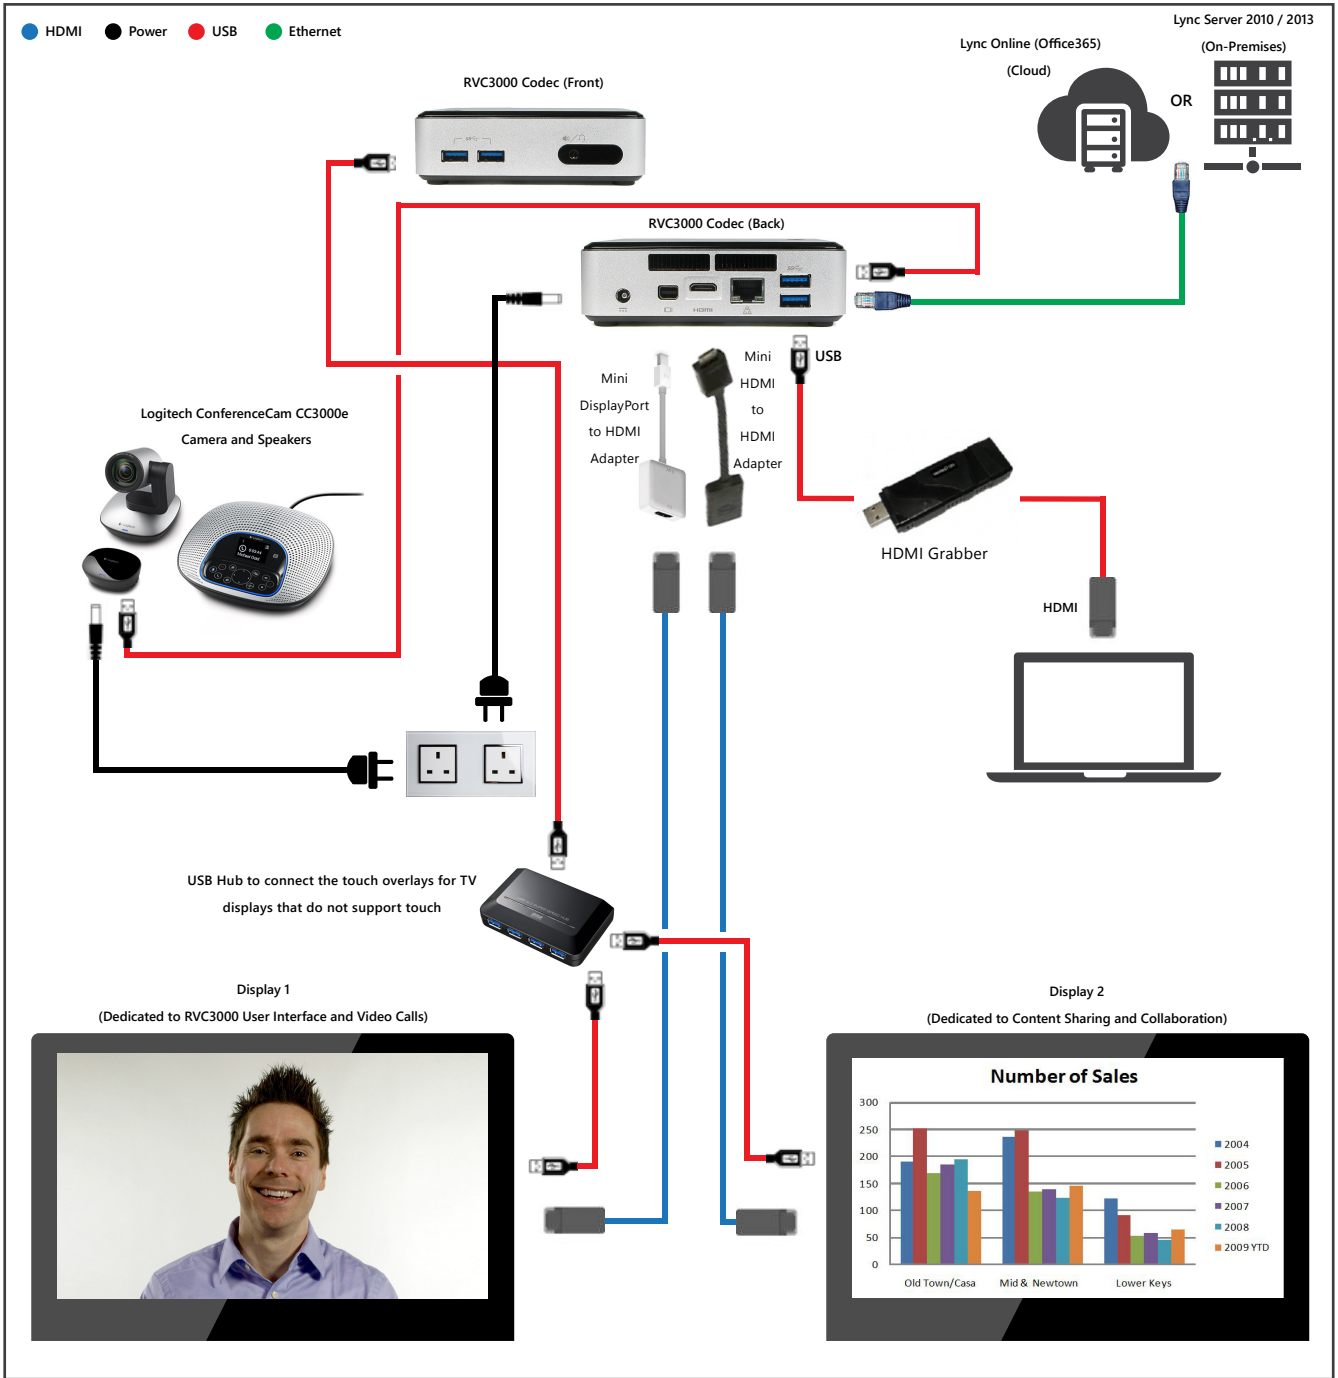 HDMI
Power
USB
Ethernet
Lync Server 2010 / 2013
(On-Premises)
Lync Online (Office365)
(Cloud)
OR
RVC3000 Codec (Front)
RVC3000 Codec (Back)
HDMI
USB
Mini
DisplayPort
to HDMI
Adapter
Mini
HDMI
to
HDMI
Adapter
Logitech ConferenceCam CC3000e
Camera and Speakers
HDMI Grabber
HDMI
USB Hub to connect the touch overlays for TV
displays that do not support touch
Display 1
(Dedicated to RVC3000 User Interface and Video Calls)
Display 2
(Dedicated to Content Sharing and Collaboration)
Number of Sales
300
250
200
150
100
50
0
Old Town/Casa
Mid & Newtown
Lower Keys
2004
2005
2006
2007
2008
2009 YTD